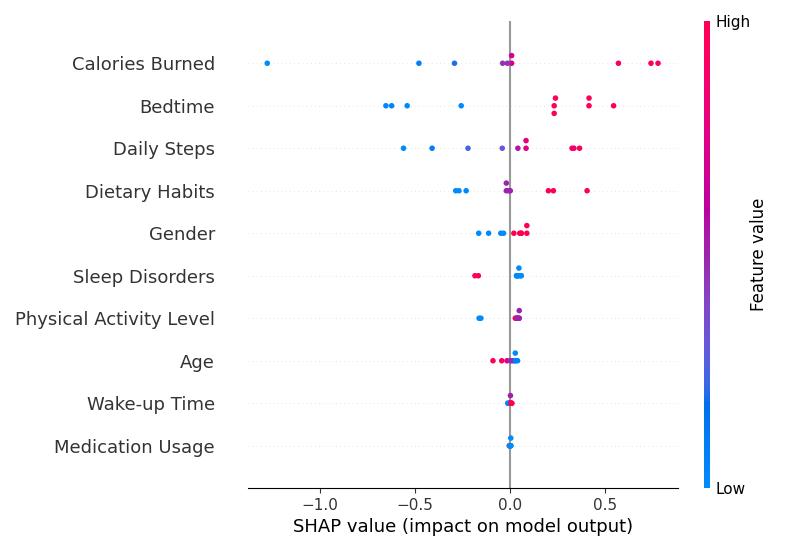 High
Calories Burned
Bedtime
Daily Steps
Dietary Habits
Gender
Sleep Disorders
Physical Activity Level
Age
Wake-up Time
Medication Usage
Feature value
Low
−1.0 −0.5 0.0 0.5
SHAP value (impact on model output)